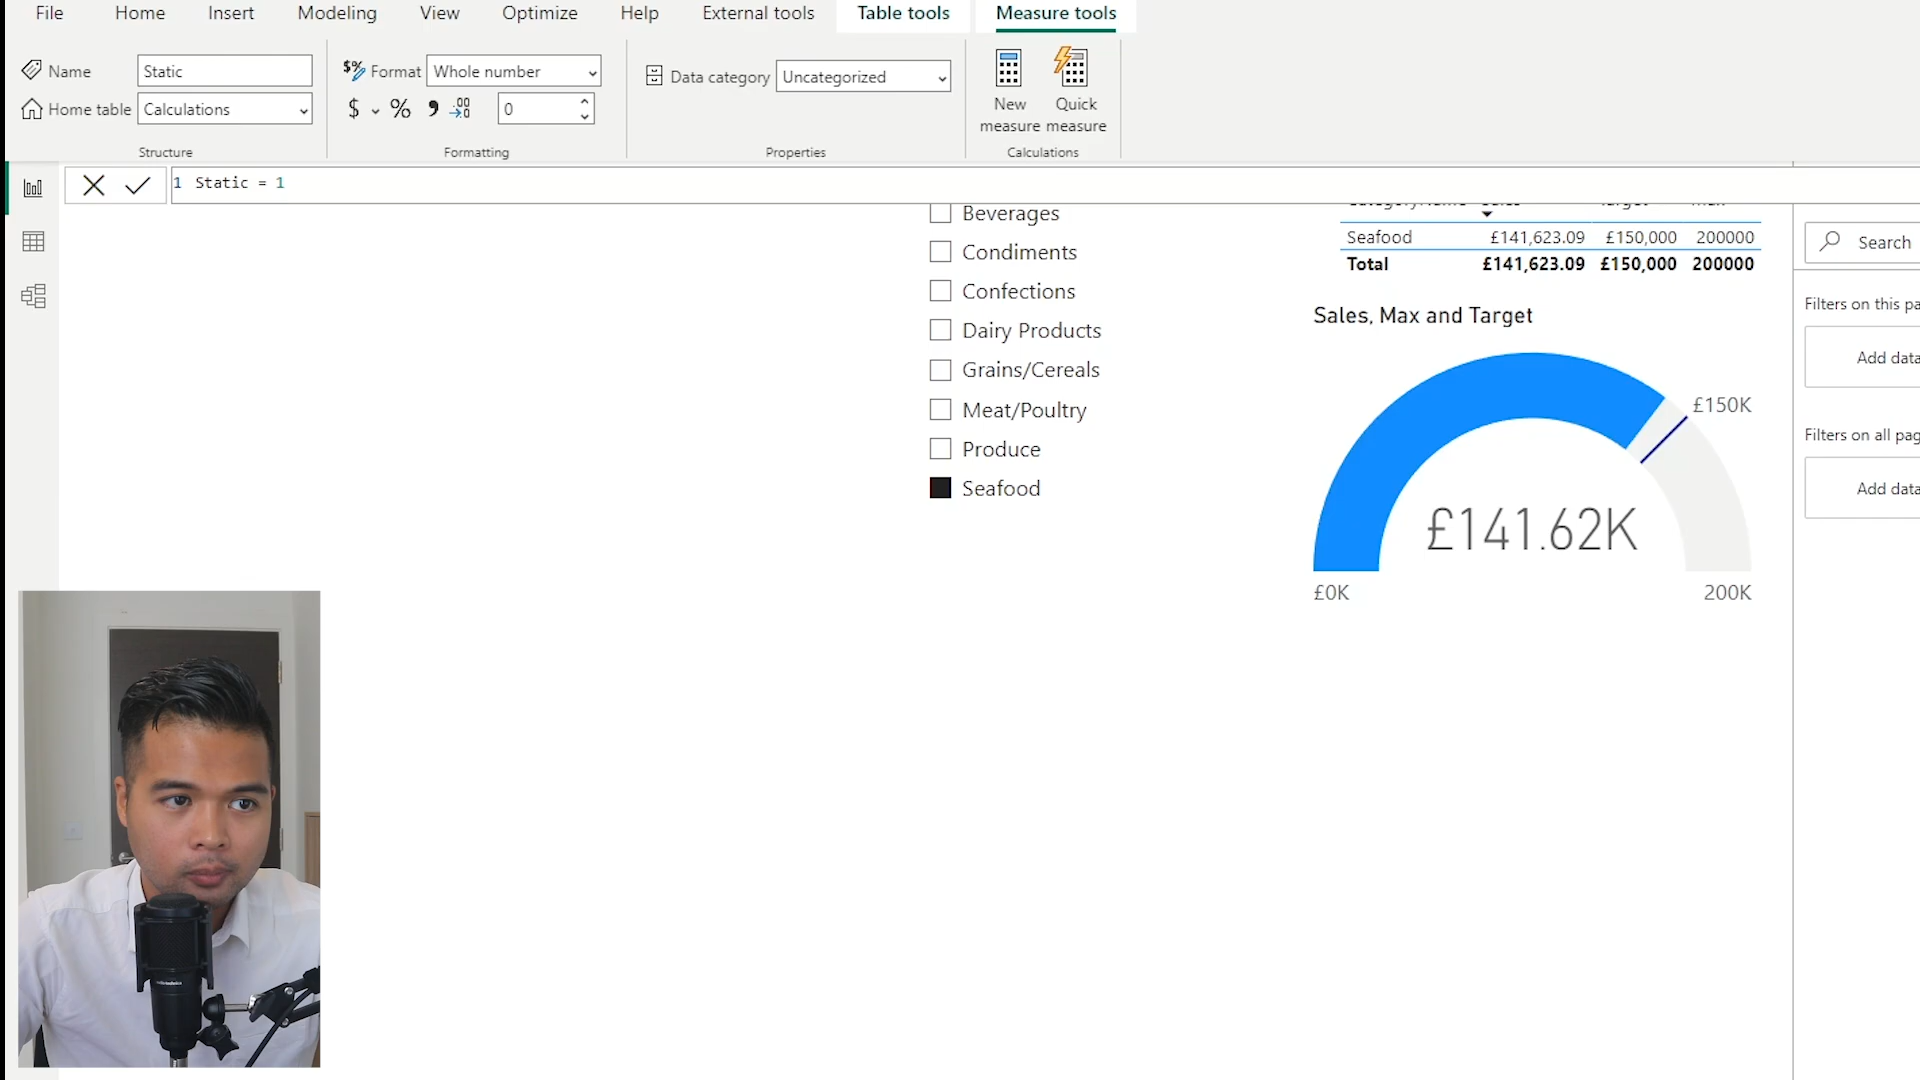 File Home Insert Modeling View Optimize Help External tools Table tools Measure tools
Name Static
Home table Calculations
Structure
Format Whole number
$ % 0
Formatting
Data category Uncategorized
Properties
New measure
Quick measure
Calculations
1 Static = 1
Beverages
Condiments
Confections
Dairy Products
Grains/Cereals
Meat/Poultry
Produce
Seafood
Seafood £141,623.09 £150,000 200000
Total £141,623.09 £150,000 200000
Sales, Max and Target
£150K
£141.62K
£0K 200K
Search
Filters on this pa
Add data
Filters on all pag
Add data